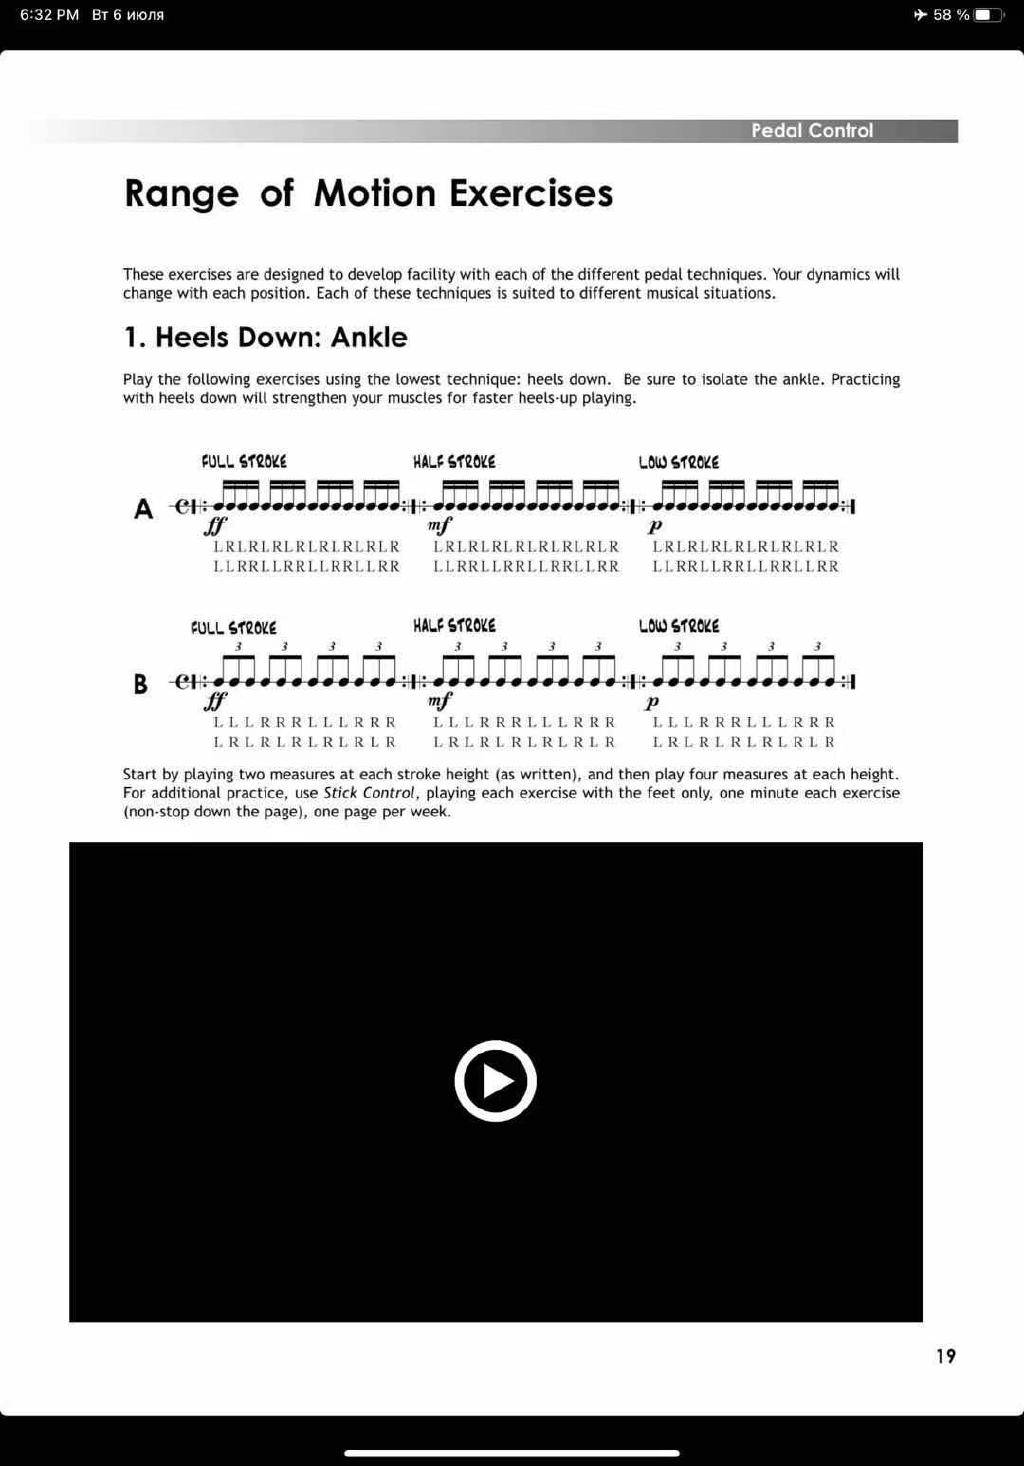 6:32 PM Вт 6 июля
58 %
Pedal Control
Range of Motion Exercises
These exercises are designed to develop facility with each of the different pedal techniques. Your dynamics will
change with each position. Each of these techniques is suited to different musical situations.
1. Heels Down: Ankle
Play the following exercises using the lowest technique: heels down. Be sure to isolate the ankle. Practicing
with heels down will strengthen your muscles for faster heels-up playing.
FULL STROKE HALF STROKE LOW STROKE
A
ff mf p
LRLRLRLRLRLRLRLR LRLRLRLRLRLRLRLR LRLRLRLRLRLRLRLR
LLRRLLRRLLRRLLRR LLRRLLRRLLRRLLRR LLRRLLRRLLRRLLRR
FULL STROKE HALF STROKE LOW STROKE
3 3 3 3 3 3 3 3 3 3 3 3
B
ff mf p
L L L R R R L L L R R R L L L R R R L L L R R R L L L R R R L L L R R R
L R L R L R L R L R L R L R L R L R L R L R L R L R L R L R L R L R L R
Start by playing two measures at each stroke height (as written), and then play four measures at each height.
For additional practice, use Stick Control, playing each exercise with the feet only, one minute each exercise
(non-stop down the page), one page per week.
19